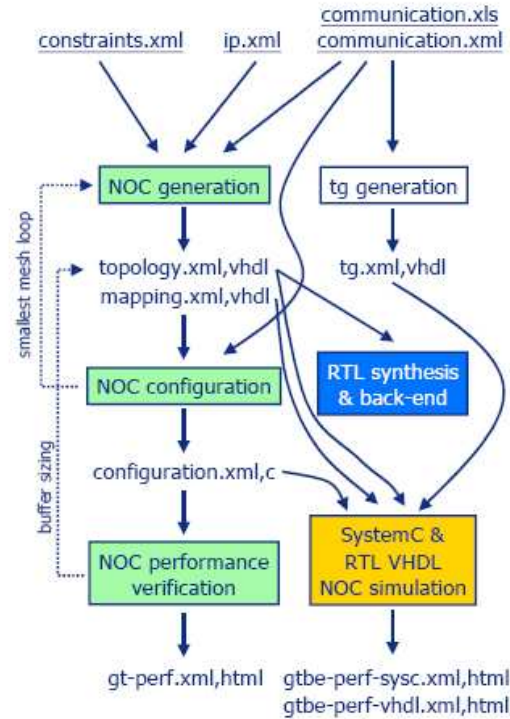 communication.xls
constraints.xml ip.xml communication.xml
NOC generation tg generation
smallest mesh loop
topology.xml,vhdl tg.xml,vhdl
mapping.xml,vhdl
RTL synthesis
& back-end
NOC configuration
buffer sizing
configuration.xml,c
SystemC &
RTL VHDL
NOC simulation
NOC performance
verification
gt-perf.xml,html gtbe-perf-sysc.xml,html
gtbe-perf-vhdl.xml,html